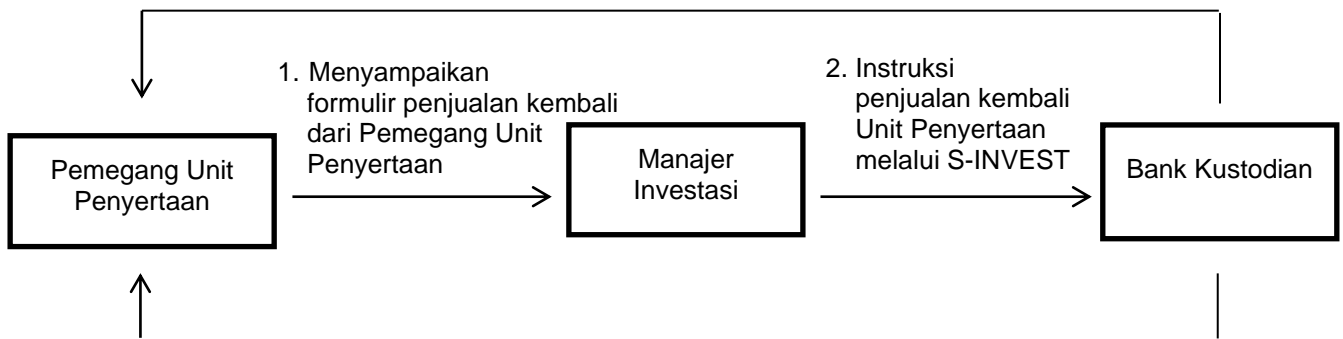 1. Menyampaikan
formulir penjualan kembali
dari Pemegang Unit
Penyertaan
2. Instruksi
penjualan kembali
Unit Penyertaan
melalui S-INVEST
Pemegang Unit
Penyertaan
Manajer
Investasi
Bank Kustodian